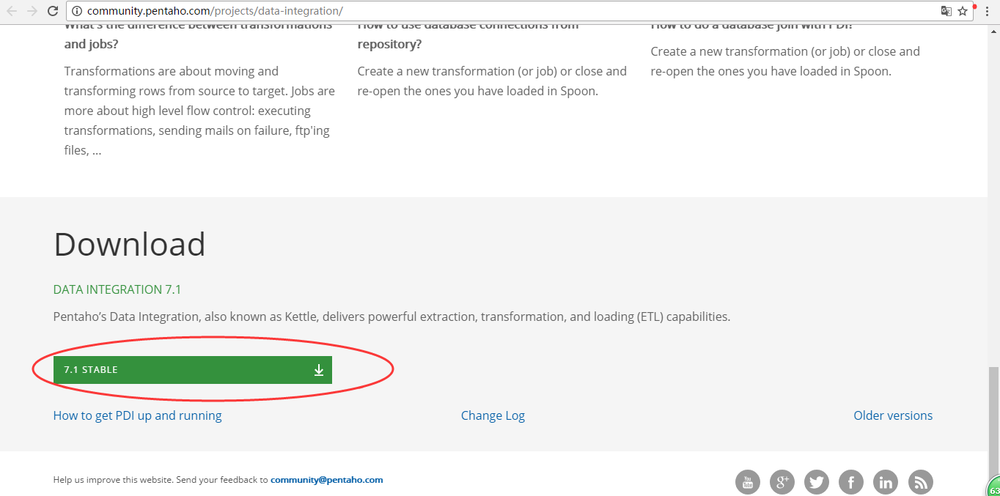 community.pentaho.com/projects/data-integration/
What's the difference between transformations
and jobs?
Transformations are about moving and
transforming rows from source to target. Jobs are
more about high level flow control: executing
transformations, sending mails on failure, ftp'ing
files, ...
How to use database connections from
repository?
Create a new transformation (or job) or close and
re-open the ones you have loaded in Spoon.
How to do a database join with PDI?
Create a new transformation (or job) or close and
re-open the ones you have loaded in Spoon.
Download
DATA INTEGRATION 7.1
Pentaho’s Data Integration, also known as Kettle, delivers powerful extraction, transformation, and loading (ETL) capabilities.
7.1 STABLE
How to get PDI up and running
Change Log
Older versions
Help us improve this website. Send your feedback to community@pentaho.com
You Tube
g+
f
in
63